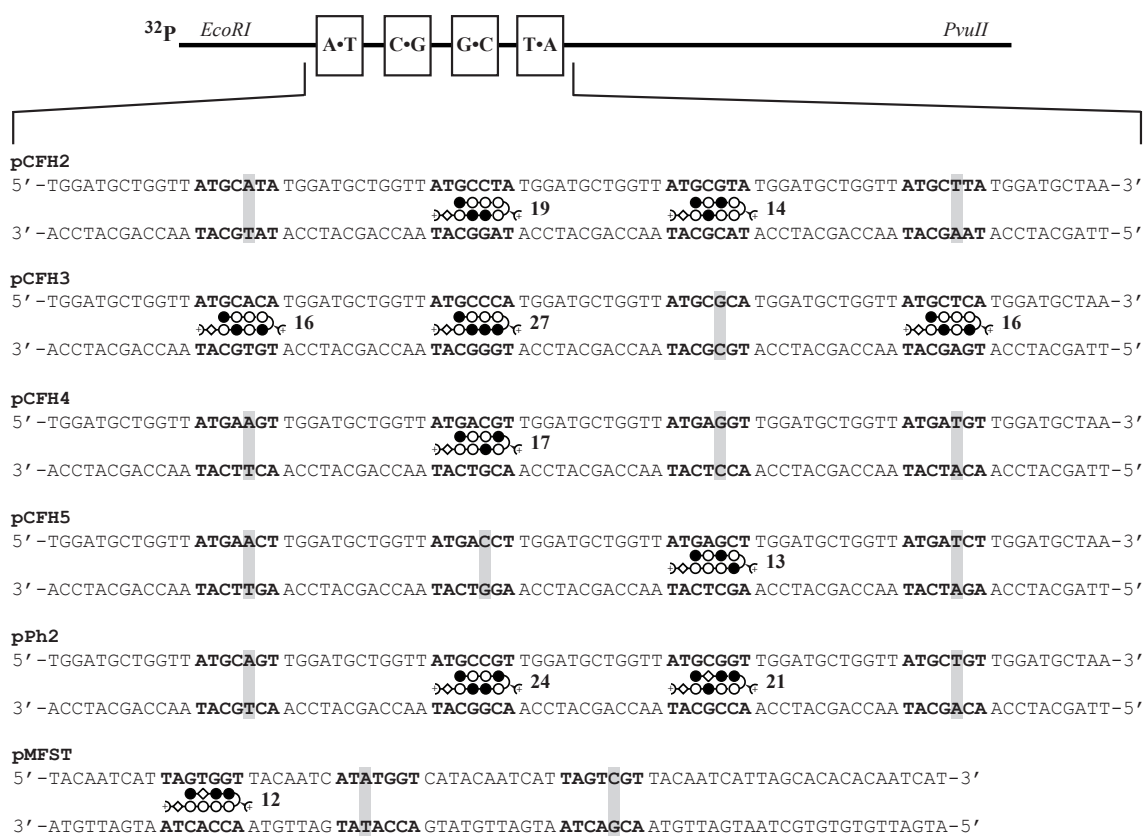 32P EcoRI A•T C•G G•C T•A PvuII
pCFH2
5′-TGGATGCTGGTT ATGCATA TGGATGCTGGTT ATGCCTA TGGATGCTGGTT ATGCGTA TGGATGCTGGTT ATGCTTA TGGATGCTAA-3′
19 14
3′-ACCTACGACCAA TACGTAT ACCTACGACCAA TACGGAT ACCTACGACCAA TACGCAT ACCTACGACCAA TACGAAT ACCTACGATT-5′
pCFH3
5′-TGGATGCTGGTT ATGCACA TGGATGCTGGTT ATGCCCA TGGATGCTGGTT ATGCGCA TGGATGCTGGTT ATGCTCA TGGATGCTAA-3′
16 27 16
3′-ACCTACGACCAA TACGTGT ACCTACGACCAA TACGGGT ACCTACGACCAA TACGCGT ACCTACGACCAA TACGAGT ACCTACGATT-5′
pCFH4
5′-TGGATGCTGGTT ATGAAGT TGGATGCTGGTT ATGACGT TGGATGCTGGTT ATGAGGT TGGATGCTGGTT ATGATGT TGGATGCTAA-3′
17
3′-ACCTACGACCAA TACTTCA ACCTACGACCAA TACTGCA ACCTACGACCAA TACTCCA ACCTACGACCAA TACTACA ACCTACGATT-5′
pCFH5
5′-TGGATGCTGGTT ATGAACT TGGATGCTGGTT ATGACCT TGGATGCTGGTT ATGAGCT TGGATGCTGGTT ATGATCT TGGATGCTAA-3′
13
3′-ACCTACGACCAA TACTTGA ACCTACGACCAA TACTGGA ACCTACGACCAA TACTCGA ACCTACGACCAA TACTAGA ACCTACGATT-5′
pPh2
5′-TGGATGCTGGTT ATGCAGT TGGATGCTGGTT ATGCCGT TGGATGCTGGTT ATGCGGT TGGATGCTGGTT ATGCTGT TGGATGCTAA-3′
24 21
3′-ACCTACGACCAA TACGTCA ACCTACGACCAA TACGGCA ACCTACGACCAA TACGCCA ACCTACGACCAA TACGACA ACCTACGATT-5′
pMFST
5′-TACAATCAT TAGTGGT TACAATC ATATGGT CATACAATCAT TAGTCGT TACAATCATTAGCACACACAATCAT-3′
12
3′-ATGTTAGTA ATCACCA ATGTTAG TATACCA GTATGTTAGTA ATCAGCA ATGTTAGTAATCGTGTGTGTTAGTA-5′